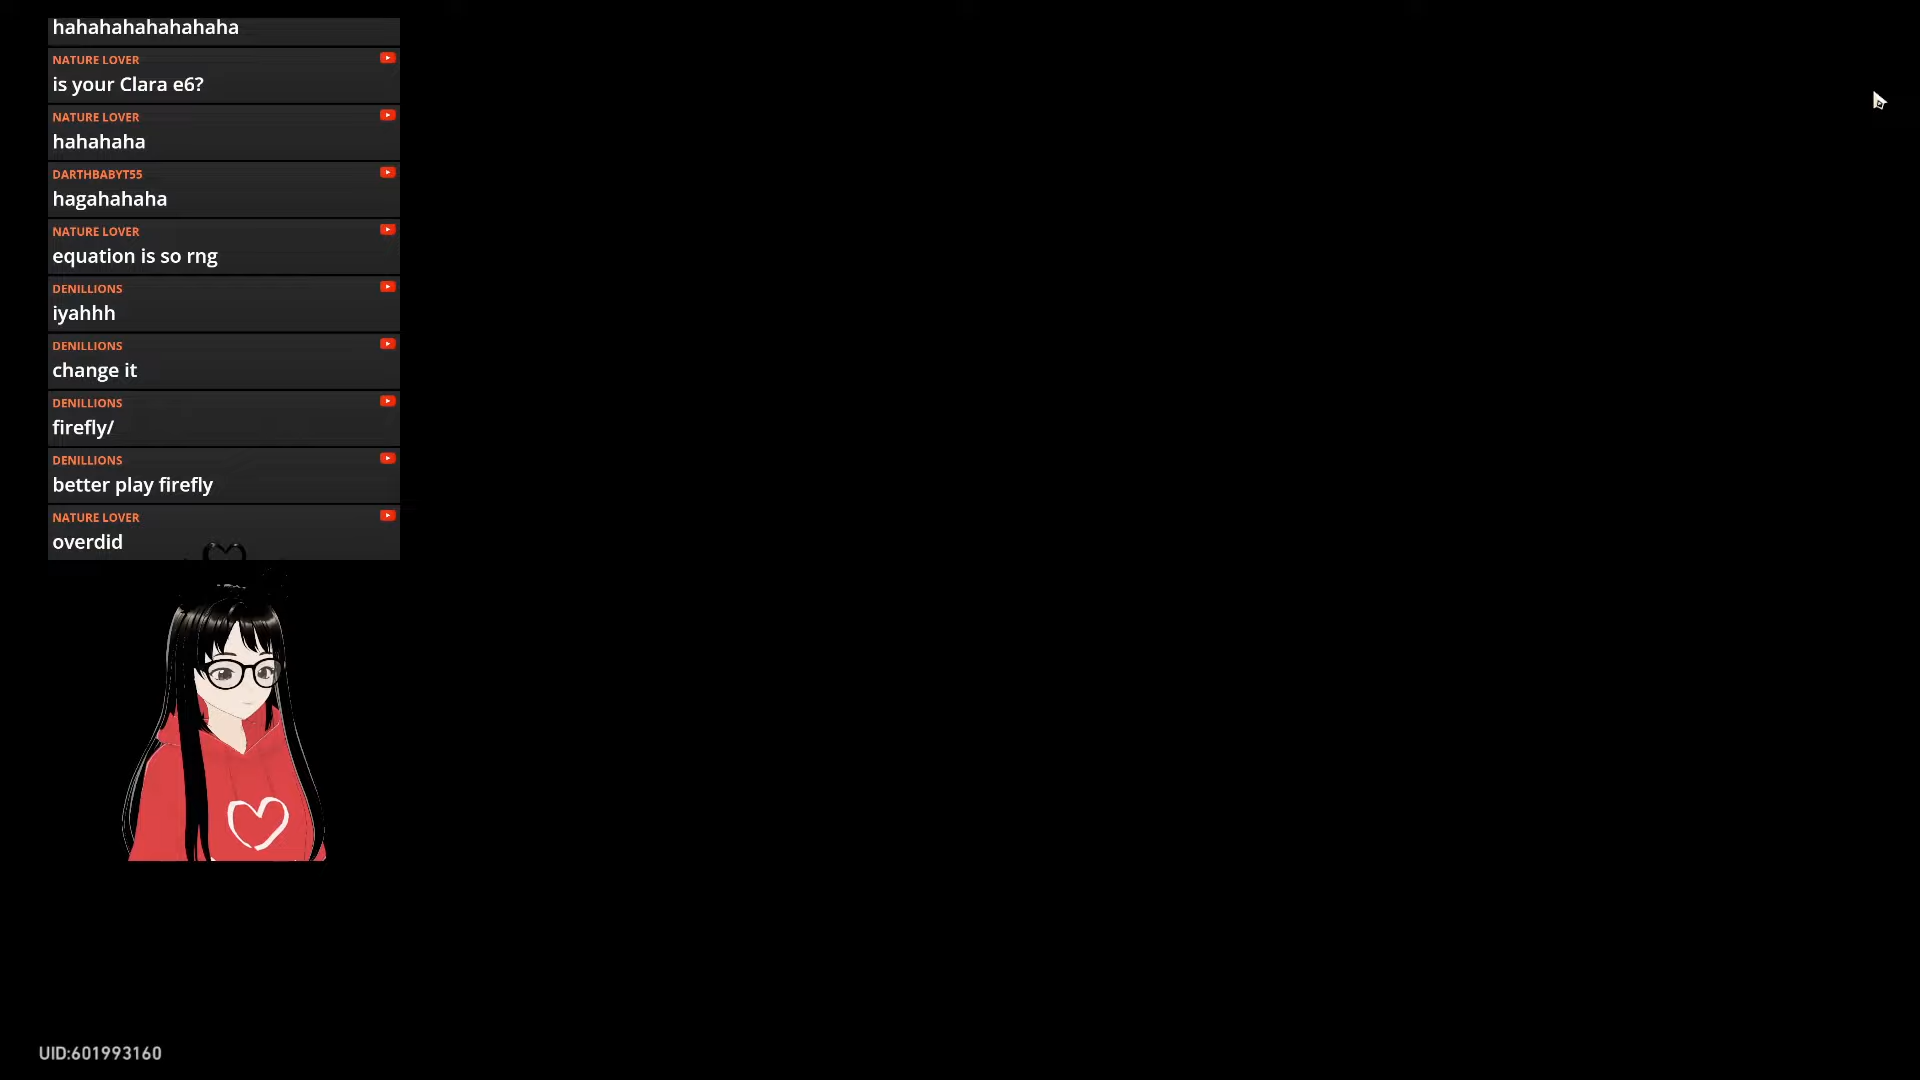 hahahahahahahaha
NATURE LOVER
is your Clara e6?
NATURE LOVER
hahahaha
DARTHBABYT55
hagahahaha
NATURE LOVER
equation is so rng
DENILLIONS
iyahhh
DENILLIONS
change it
DENILLIONS
firefly/
DENILLIONS
better play firefly
NATURE LOVER
overdid
UID:601993160